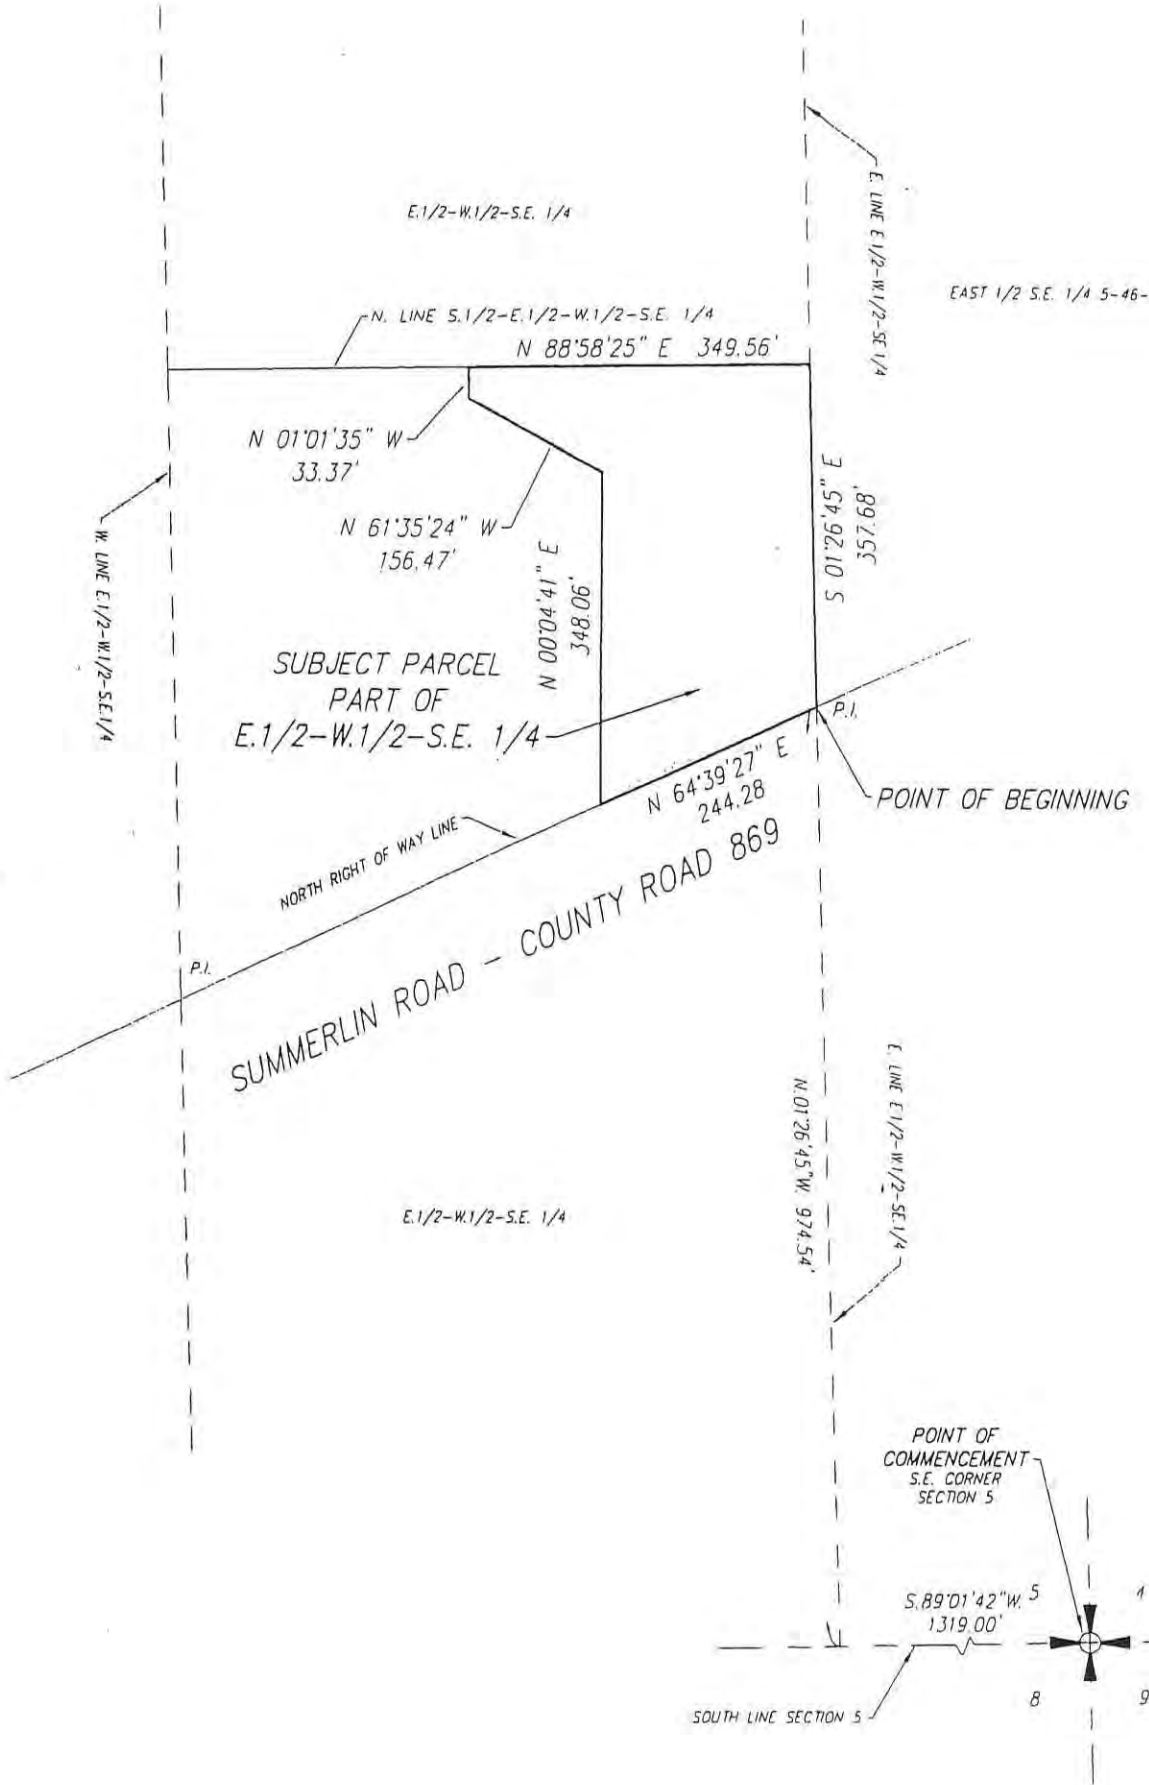 E.1/2-W.1/2-S.E. 1/4
E. LINE E.1/2-W.1/2-SE.1/4
EAST 1/2 S.E. 1/4 5-46-
N. LINE S.1/2-E.1/2-W.1/2-S.E. 1/4
N 88°58'25" E 349.56'
N 01°01'35" W
33.37'
N 61°35'24" W
156.47'
N 00°04'14" E
348.06'
S 01°26'45" E
357.68'
W. LINE E.1/2-W.1/2-S.E.1/4
SUBJECT PARCEL
PART OF
E.1/2-W.1/2-S.E. 1/4
P.I.
N 64°39'27" E
244.28
POINT OF BEGINNING
NORTH RIGHT OF WAY LINE
SUMMERLIN ROAD - COUNTY ROAD 869
P.I.
N.01°26'45"W. 974.54'
E. LINE E.1/2-W.1/2-SE.1/4
E.1/2-W.1/2-S.E. 1/4
POINT OF
COMMENCEMENT
S.E. CORNER
SECTION 5
S.89°01'42"W.
1319.00'
5
4
8
9
SOUTH LINE SECTION 5